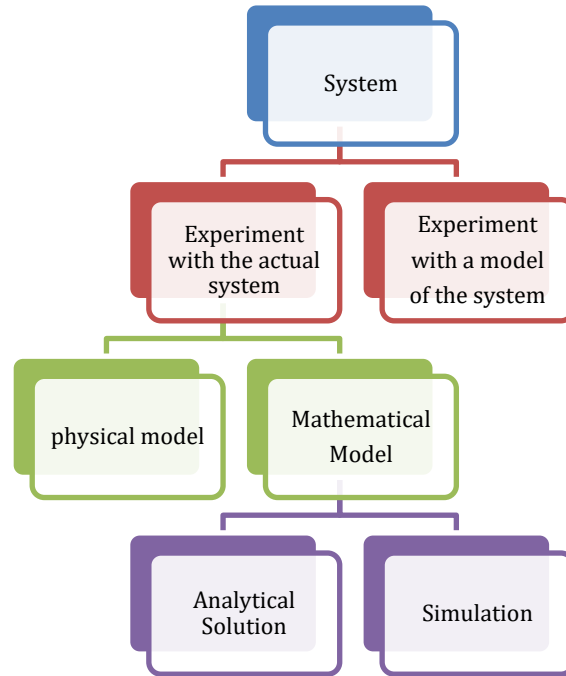 System
Experiment
with the actual
system
Experiment
with a model
of the system
physical model
Mathematical
Model
Analytical
Solution
Simulation